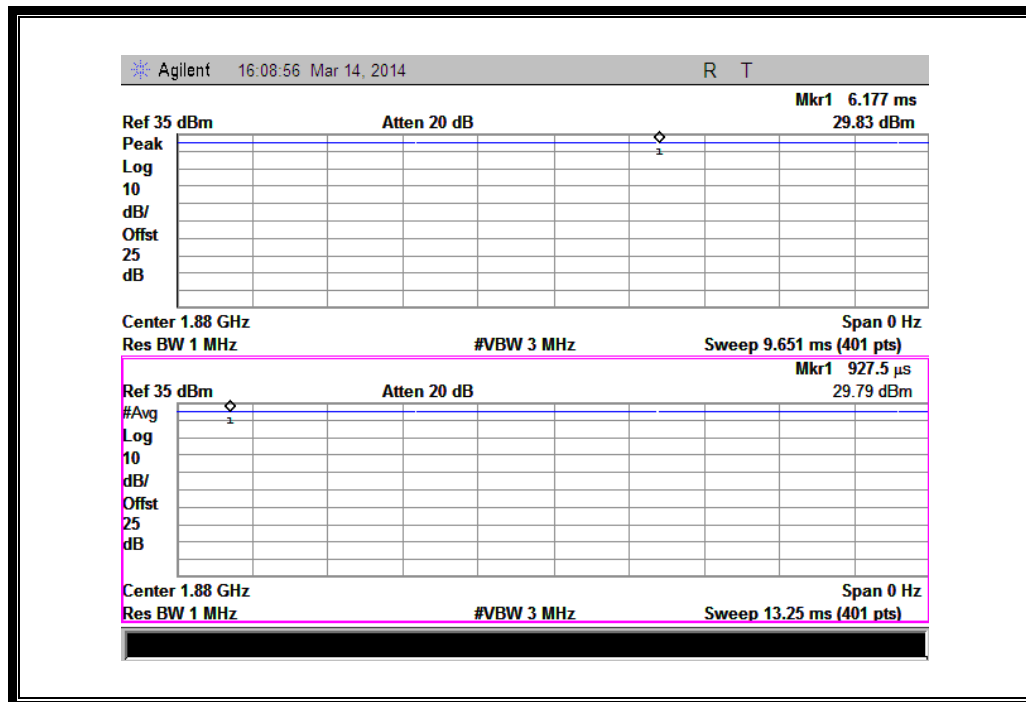 Agilent 16:08:56 Mar 14, 2014 R T
Mkr1 6.177 ms
Ref 35 dBm Atten 20 dB 29.83 dBm
Peak
Log
10
dB/
Offst
25
dB
1
Center 1.88 GHz Span 0 Hz
Res BW 1 MHz #VBW 3 MHz Sweep 9.651 ms (401 pts)
Mkr1 927.5 µs
Ref 35 dBm Atten 20 dB 29.79 dBm
#Avg
Log
10
dB/
Offst
25
dB
1
Center 1.88 GHz Span 0 Hz
Res BW 1 MHz #VBW 3 MHz Sweep 13.25 ms (401 pts)